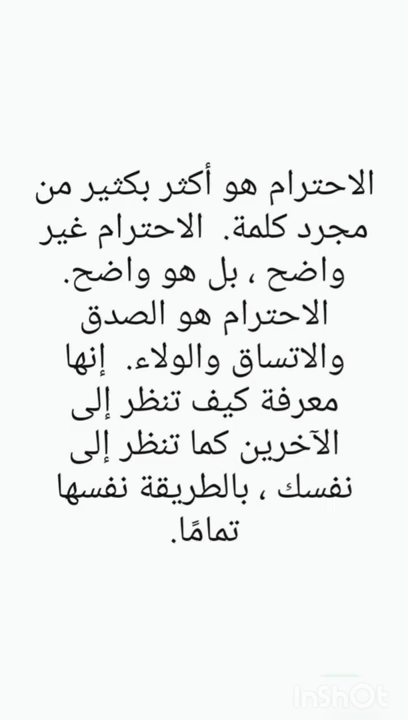 الاحترام هو أكثر بكثير من
مجرد كلمة. الاحترام غير
واضح ، بل هو واضح.
الاحترام هو الصدق
والاتساق والولاء. إنها
معرفة كيف تنظر إلى
الآخرين كما تنظر إلى
نفسك ، بالطريقة نفسها
تمامًا.
InShOt